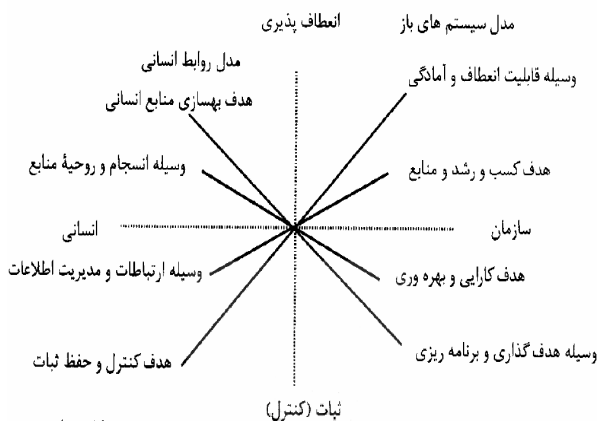 مدل سیستم های باز
انعطاف پذیری
مدل روابط انسانی
وسیله قابلیت انعطاف و آمادگی
هدف بهسازی منابع انسانی
هدف کسب و رشد و منابع
وسیله انسجام و روحیۀ منابع
سازمان
انسانی
هدف کارایی و بهره وری
وسیله ارتباطات و مدیریت اطلاعات
وسیله هدف گذاری و برنامه ریزی
هدف کنترل و حفظ ثبات
ثبات (کنترل)